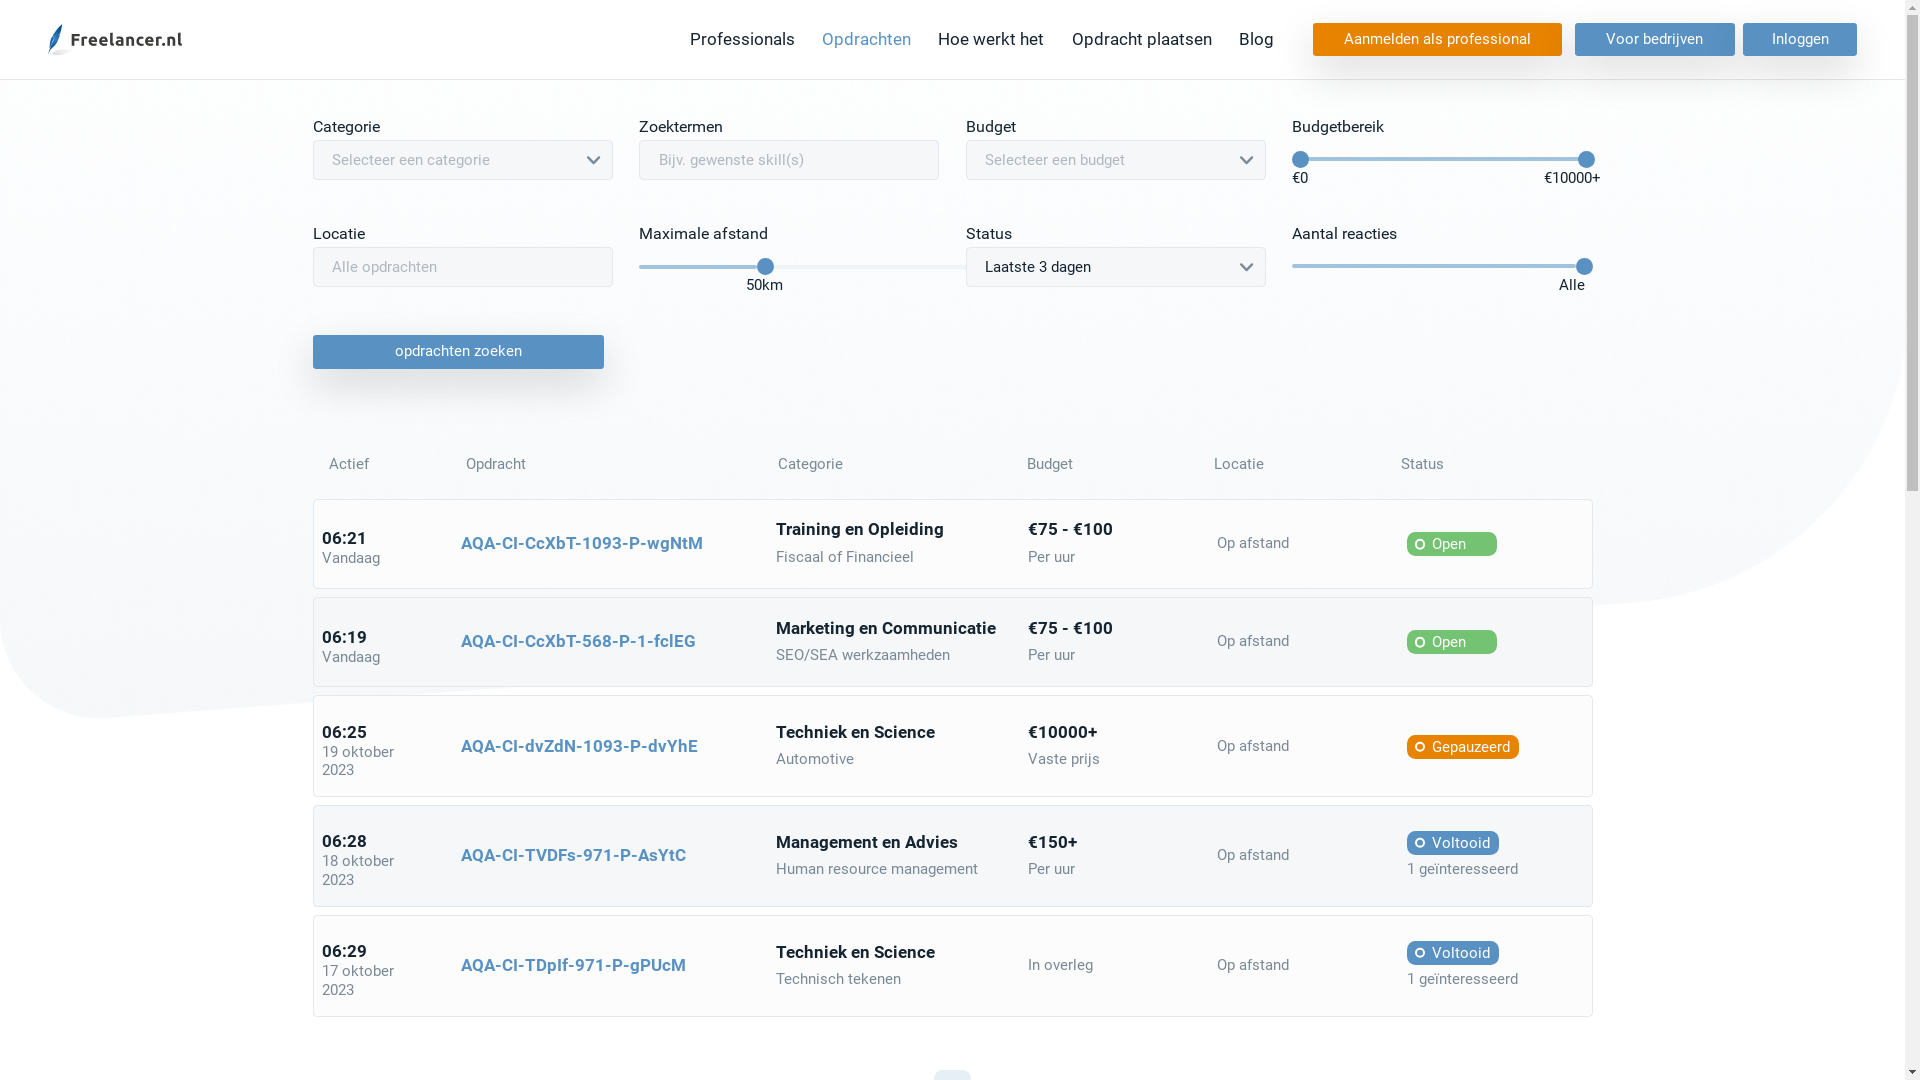 Freelancer.nl
Professionals
Opdrachten
Hoe werkt het
Opdracht plaatsen
Blog
Aanmelden als professional
Voor bedrijven
Inloggen
Categorie
Zoektermen
Budget
Budgetbereik
Selecteer een categorie
Bijv. gewenste skill(s)
Selecteer een budget
€0
€10000+
Locatie
Maximale afstand
Status
Aantal reacties
Alle opdrachten
50km
Laatste 3 dagen
Alle
opdrachten zoeken
Actief
Opdracht
Categorie
Budget
Locatie
Status
06:21
Vandaag
AQA-CI-CcXbT-1093-P-wgNtM
Training en Opleiding
Fiscaal of Financieel
€75 - €100
Per uur
Op afstand
Open
06:19
Vandaag
AQA-CI-CcXbT-568-P-1-fclEG
Marketing en Communicatie
SEO/SEA werkzaamheden
€75 - €100
Per uur
Op afstand
Open
06:25
19 oktober
2023
AQA-CI-dvZdN-1093-P-dvYhE
Techniek en Science
Automotive
€10000+
Vaste prijs
Op afstand
Gepauzeerd
06:28
18 oktober
2023
AQA-CI-TVDFs-971-P-AsYtC
Management en Advies
Human resource management
€150+
Per uur
Op afstand
Voltooid
1 geïnteresseerd
06:29
17 oktober
2023
AQA-CI-TDpIf-971-P-gPUcM
Techniek en Science
Technisch tekenen
In overleg
Op afstand
Voltooid
1 geïnteresseerd